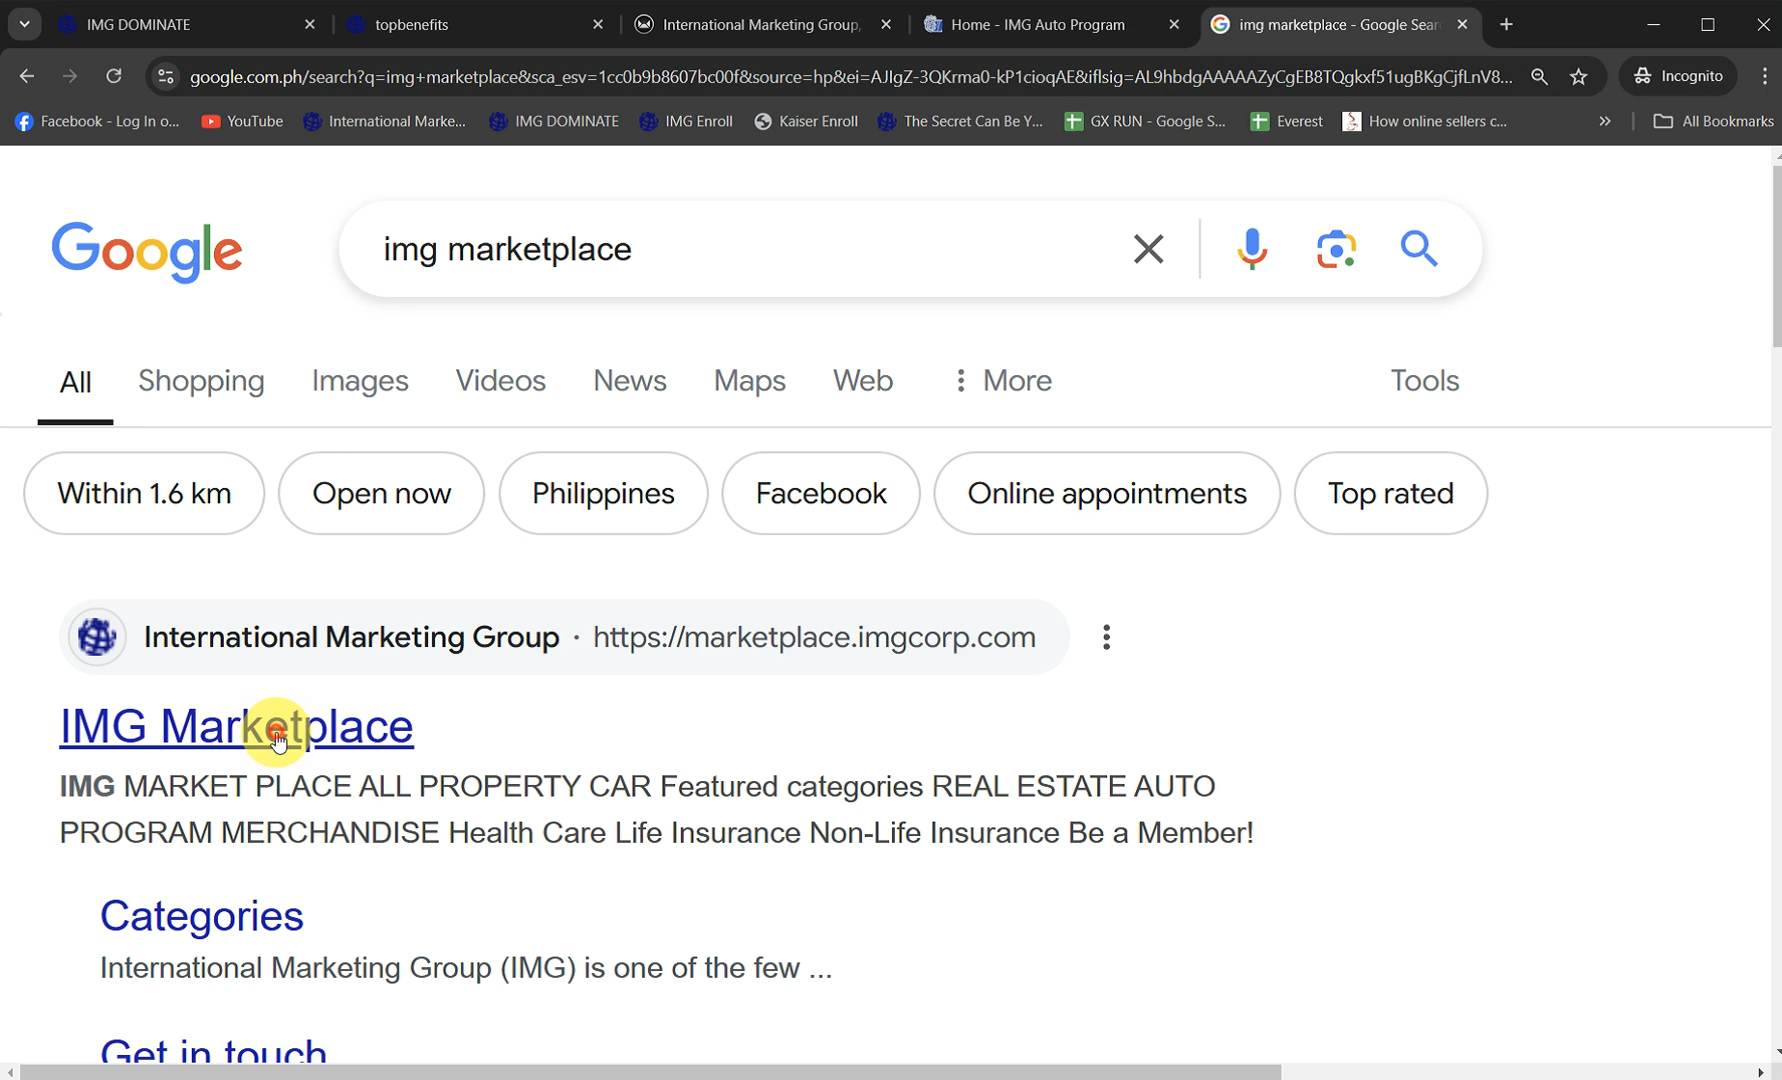 IMG DOMINATE
topbenefits
International Marketing Group,
Home - IMG Auto Program
img marketplace - Google Sear
google.com.ph/search?q=img+marketplace&sca_esv=1cc0b9b8607bc00f&source=hp&ei=AJIgZ-3QKrma0-kP1cioqAE&iflsig=AL9hbdgAAAAAZyCgEB8TQgkxf51ugBKgCjfLnV8...
Incognito
Facebook - Log In o...
YouTube
International Marke...
IMG DOMINATE
IMG Enroll
Kaiser Enroll
The Secret Can Be Y...
GX RUN - Google S...
Everest
How online sellers c...
All Bookmarks
Google
img marketplace
All
Shopping
Images
Videos
News
Maps
Web
More
Tools
Within 1.6 km
Open now
Philippines
Facebook
Online appointments
Top rated
International Marketing Group · https://marketplace.imgcorp.com
IMG Marketplace
IMG MARKET PLACE ALL PROPERTY CAR Featured categories REAL ESTATE AUTO
PROGRAM MERCHANDISE Health Care Life Insurance Non-Life Insurance Be a Member!
Categories
International Marketing Group (IMG) is one of the few ...
Get in touch